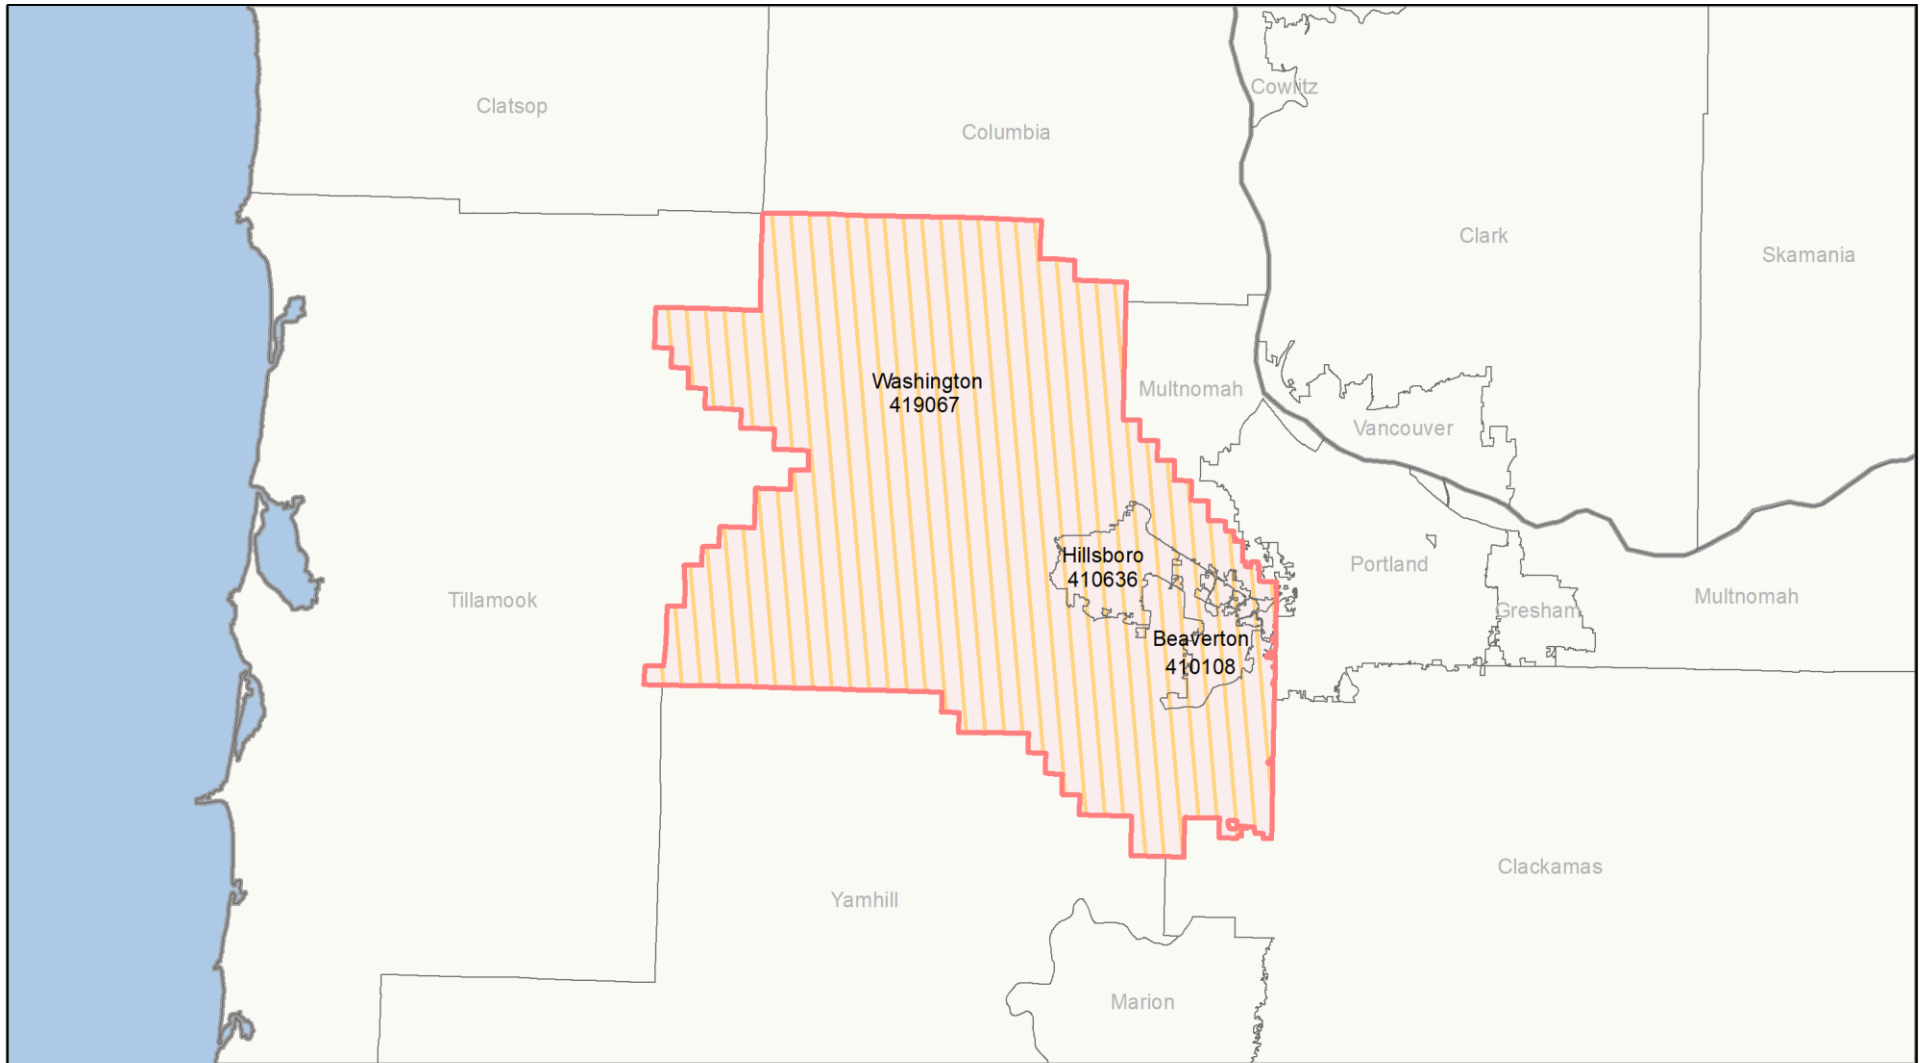 Cowlitz
Clatsop
Columbia
Clark
Skamania
Washington
419067
Multnomah
Vancouver
Hillsboro
410636
Portland
Tillamook
Multnomah
Gresham
Beaverton
410108
Clackamas
Yamhill
Marion